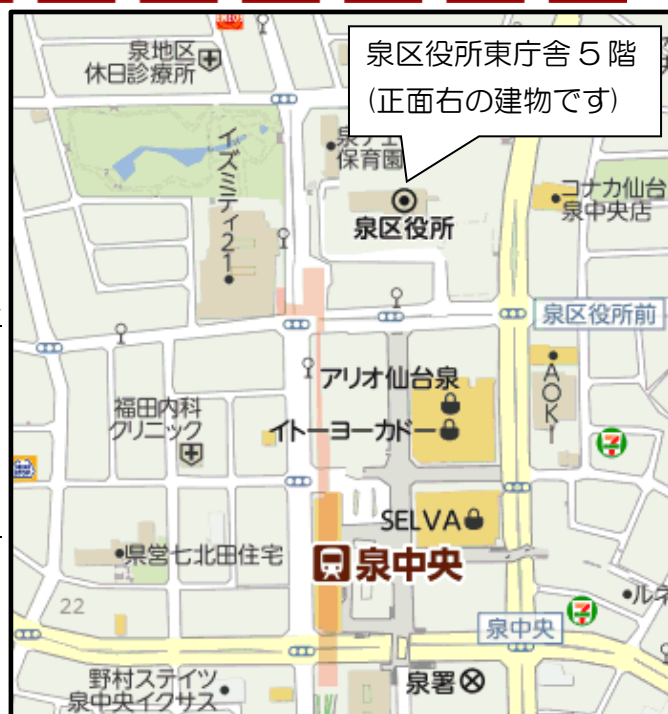 ENEOS
泉地区
休日診療所
泉区役所東庁舎５階
(正面右の建物です)
保育園
イズミティ21
泉区役所
コナカ仙台
泉中央店
泉区役所前
アリオ仙台泉
イトーヨーカドー
AOKI
福田内科
クリニック
7
SELVA
県営七北田住宅
泉中央
ルネ
7
22
泉中央
野村ステイツ
泉中央イクサス
泉署